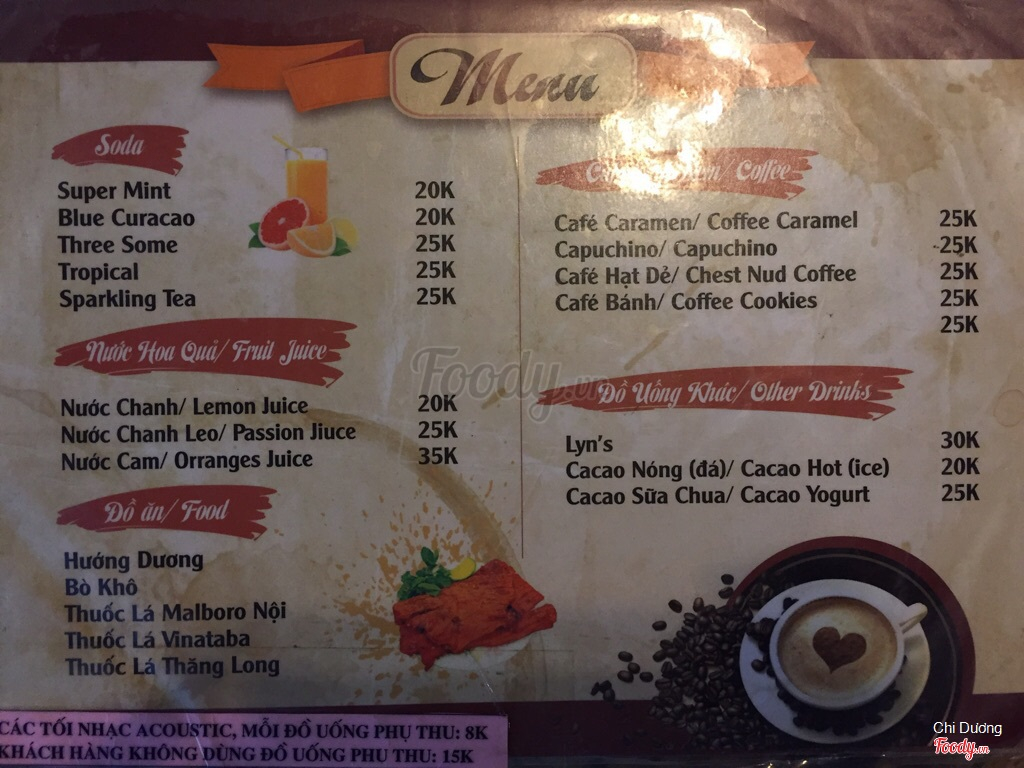 Menu
Soda
Super Mint 20K
Blue Curacao 20K
Three Some 25K
Tropical 25K
Sparkling Tea 25K
Nước Hoa Quả/ Fruit Juice
Nước Chanh/ Lemon Juice 20K
Nước Chanh Leo/ Passion Jiuce 25K
Nước Cam/ Orranges Juice 35K
Đồ ăn/ Food
Hướng Dương
Bò Khô
Thuốc Lá Malboro Nội
Thuốc Lá Vinataba
Thuốc Lá Thăng Long
/ Coffee
Café Caramen/ Coffee Caramel 25K
Capuchino/ Capuchino 25K
Café Hạt Dẻ/ Chest Nud Coffee 25K
Café Bánh/ Coffee Cookies 25K
25K
Đồ Uống Khác/ Other Drinks
Lyn's 30K
Cacao Nóng (đá)/ Cacao Hot (ice) 20K
Cacao Sữa Chua/ Cacao Yogurt 25K
CÁC TỐI NHẠC ACOUSTIC, MỖI ĐỒ UỐNG PHỤ THU: 8K
KHÁCH HÀNG KHÔNG DÙNG ĐỒ UỐNG PHU THU: 15K
Foody.vn
Chi Dương
Foody.vn